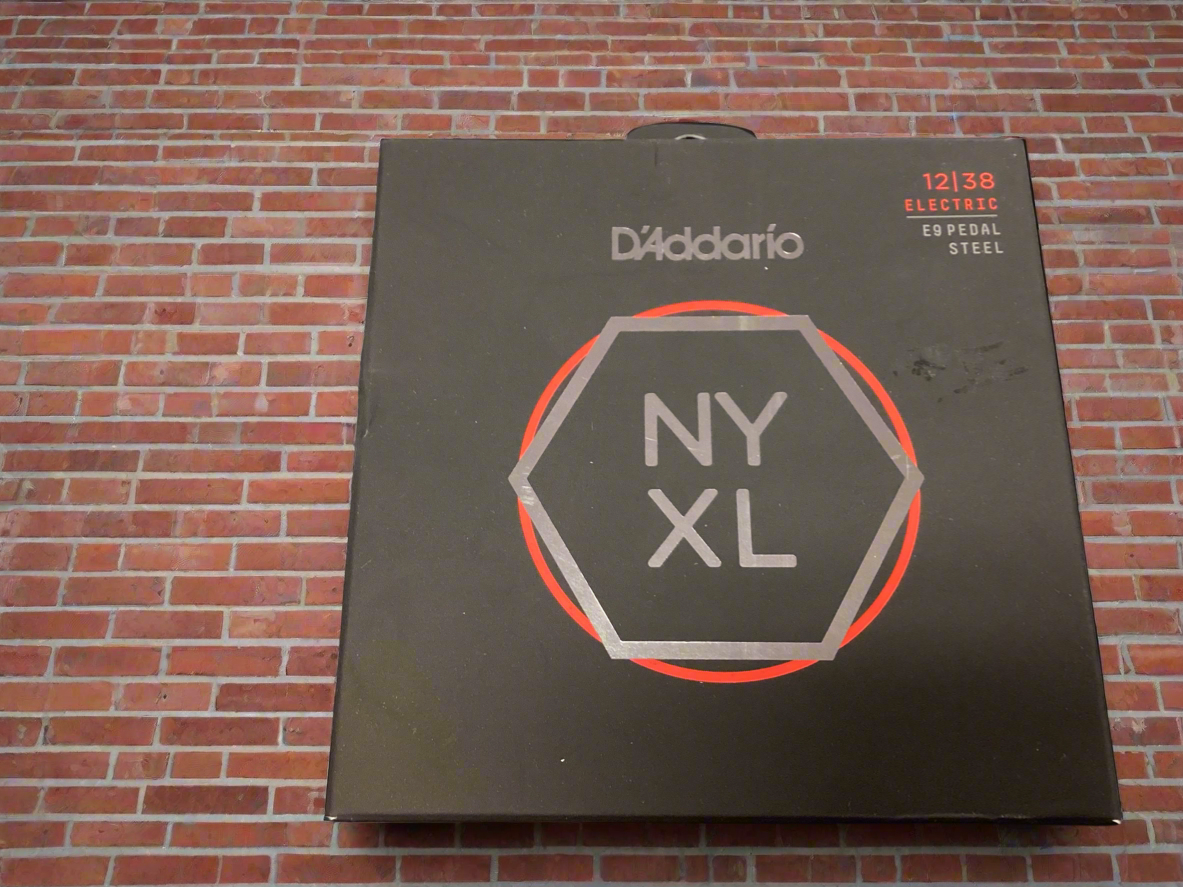 12|38
ELECTRIC
E9 PEDAL
STEEL
D'Addario
NY
XL